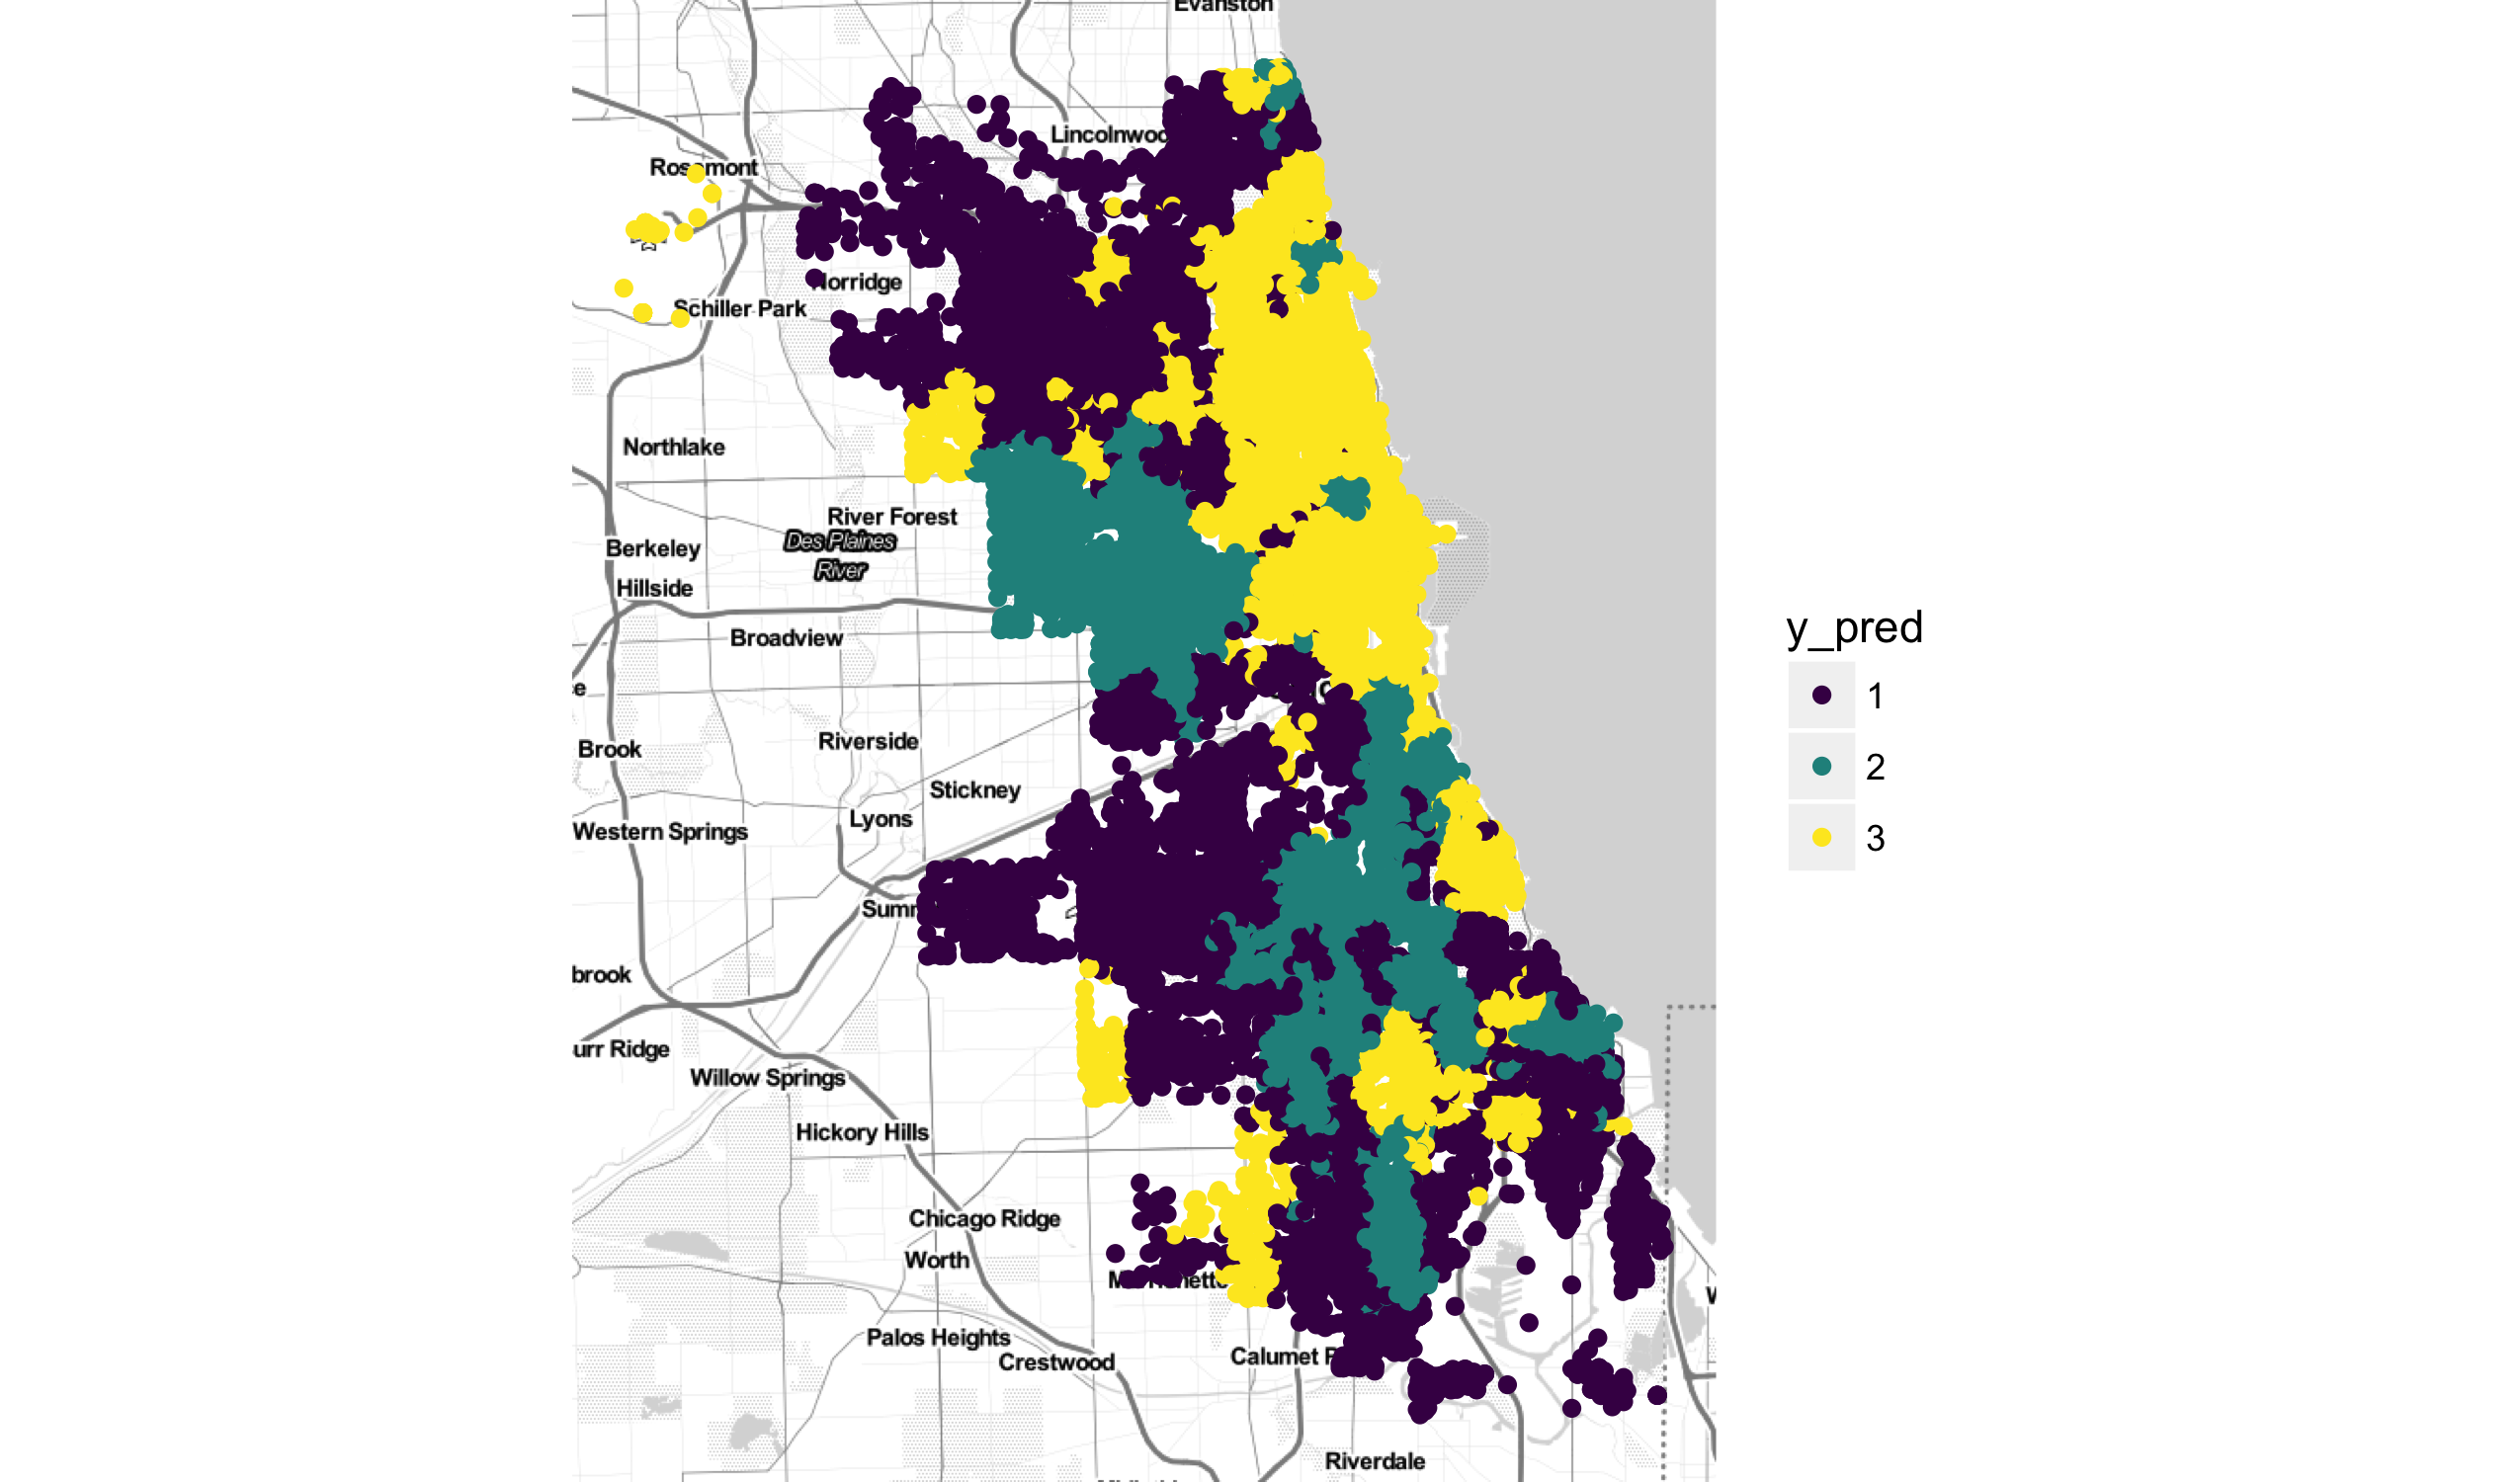 Evanston
Lincolnwoo
Rosemont
Norridge
Schiller Park
Northlake
River Forest
Des Plaines
River
Berkeley
Hillside
Broadview
e
C
Brook
Riverside
Stickney
Lyons
Western Springs
Summ
brook
urr Ridge
Willow Springs
Hickory Hills
Chicago Ridge
Worth
W
Palos Heights
Crestwood
Calumet P
Riverdale
y_pred
1
2
3